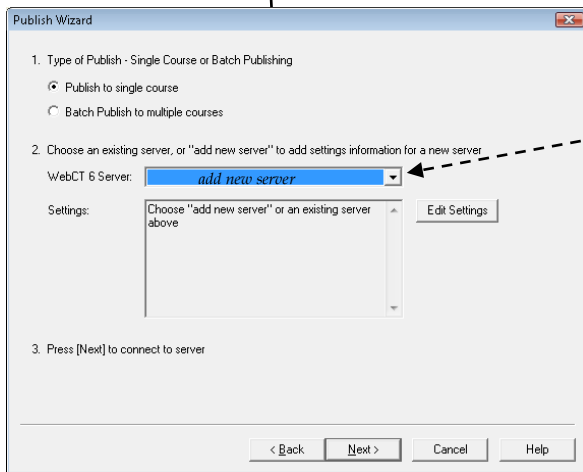 Publish Wizard
1. Type of Publish - Single Course or Batch Publishing
Publish to single course
Batch Publish to multiple courses
2. Choose an existing server, or "add new server" to add settings information for a new server
WebCT 6 Server: add new server
Settings: Choose "add new server" or an existing server Edit Settings
above
3. Press [Next] to connect to server
< Back Next > Cancel Help